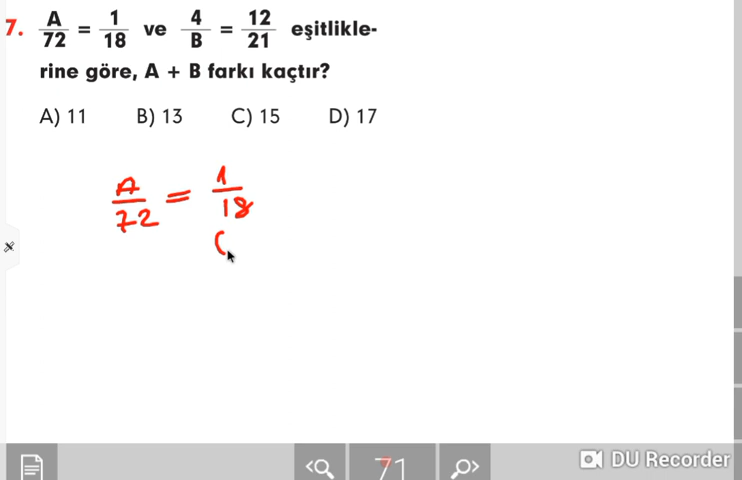 7. A/72 = 1/18 ve 4/B = 12/21 eşitlikle-
rine göre, A + B farkı kaçtır?
A) 11 B) 13 C) 15 D) 17
A/72 = 1/18
(
71
DU Recorder